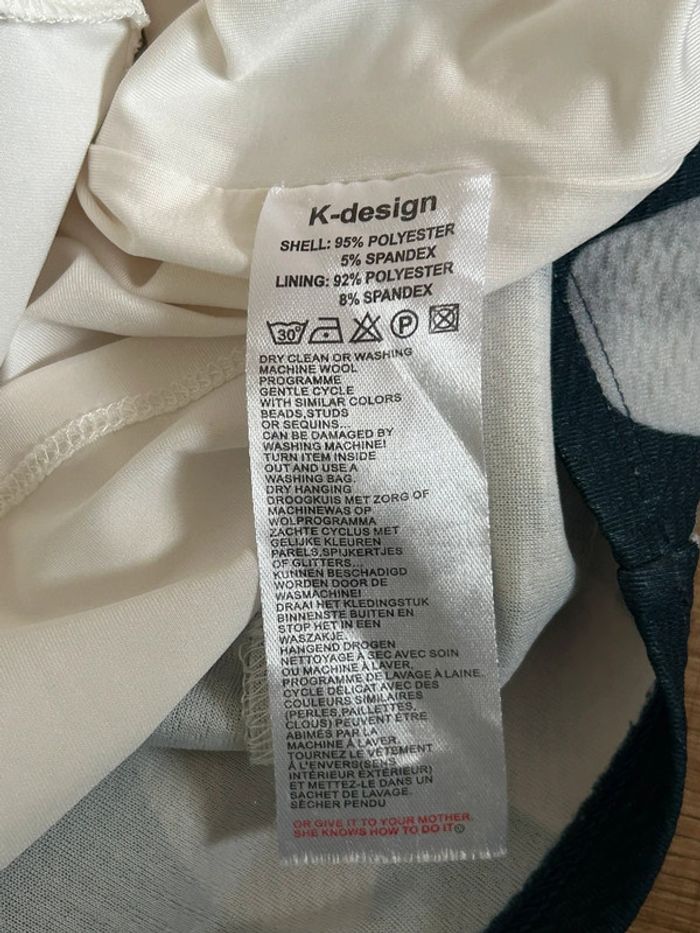 K-design
SHELL: 95% POLYESTER
5% SPANDEX
LINING: 92% POLYESTER
8% SPANDEX
30° P
DRY CLEAN OR WASHING
MACHINE WOOL
PROGRAMME
GENTLE CYCLE
WITH SIMILAR COLORS
BEADS,STUDS
OR SEQUINS...
CAN BE DAMAGED BY
WASHING MACHINE!
TURN ITEM INSIDE
OUT AND USE A
WASHING BAG.
DRY HANGING
DROOGKUIS MET ZORG OF
MACHINEWAS OP
WOLPROGRAMMA
ZACHTE CYCLUS MET
GELIJKE KLEUREN
PARELS,SPIJKERTJES
OF GLITTERS...
KUNNEN BESCHADIGD
WORDEN DOOR DE
WASMACHINE!
DRAAI HET KLEDINGSTUK
BINNENSTE BUITEN EN
STOP HET IN EEN
WASZAKJE.
HANGEND DROGEN
NETTOYAGE À SEC AVEC SOIN
OU MACHINE À LAVER,
PROGRAMME DE LAVAGE À LAINE.
CYCLE DÉLICAT AVEC DES
COULEURS SIMILAIRES
(PERLES,PAILLETTES,
CLOUS) PEUVENT ÊTRE
ABIMÉS PAR LA
MACHINE À LAVER.
TOURNEZ LE VÊTEMENT
À L'ENVERS(SENS
INTÉRIEUR EXTÉRIEUR)
ET METTEZ-LE DANS UN
SACHET DE LAVAGE.
SÈCHER PENDU
OR GIVE IT TO YOUR MOTHER.
SHE KNOWS HOW TO DO IT☺